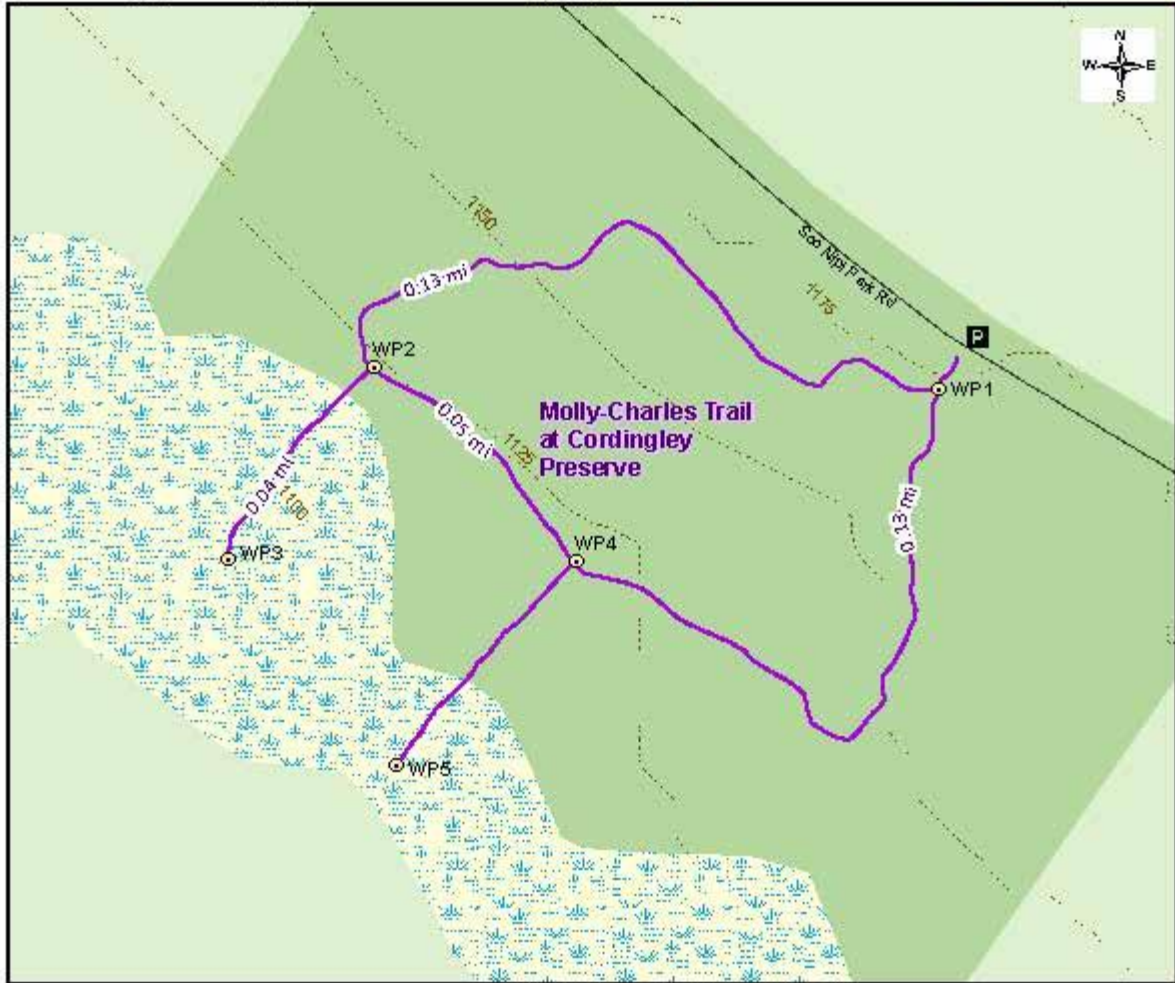 N
W E
S
1150
Soo Nipi Park Rd
1175
P
0.13 mi
WP2
WP1
Molly-Charles Trail
at Cordingley
Preserve
0.05 mi
1125
0.04 mi
1100
0.13 mi
WP3
WP4
WP5